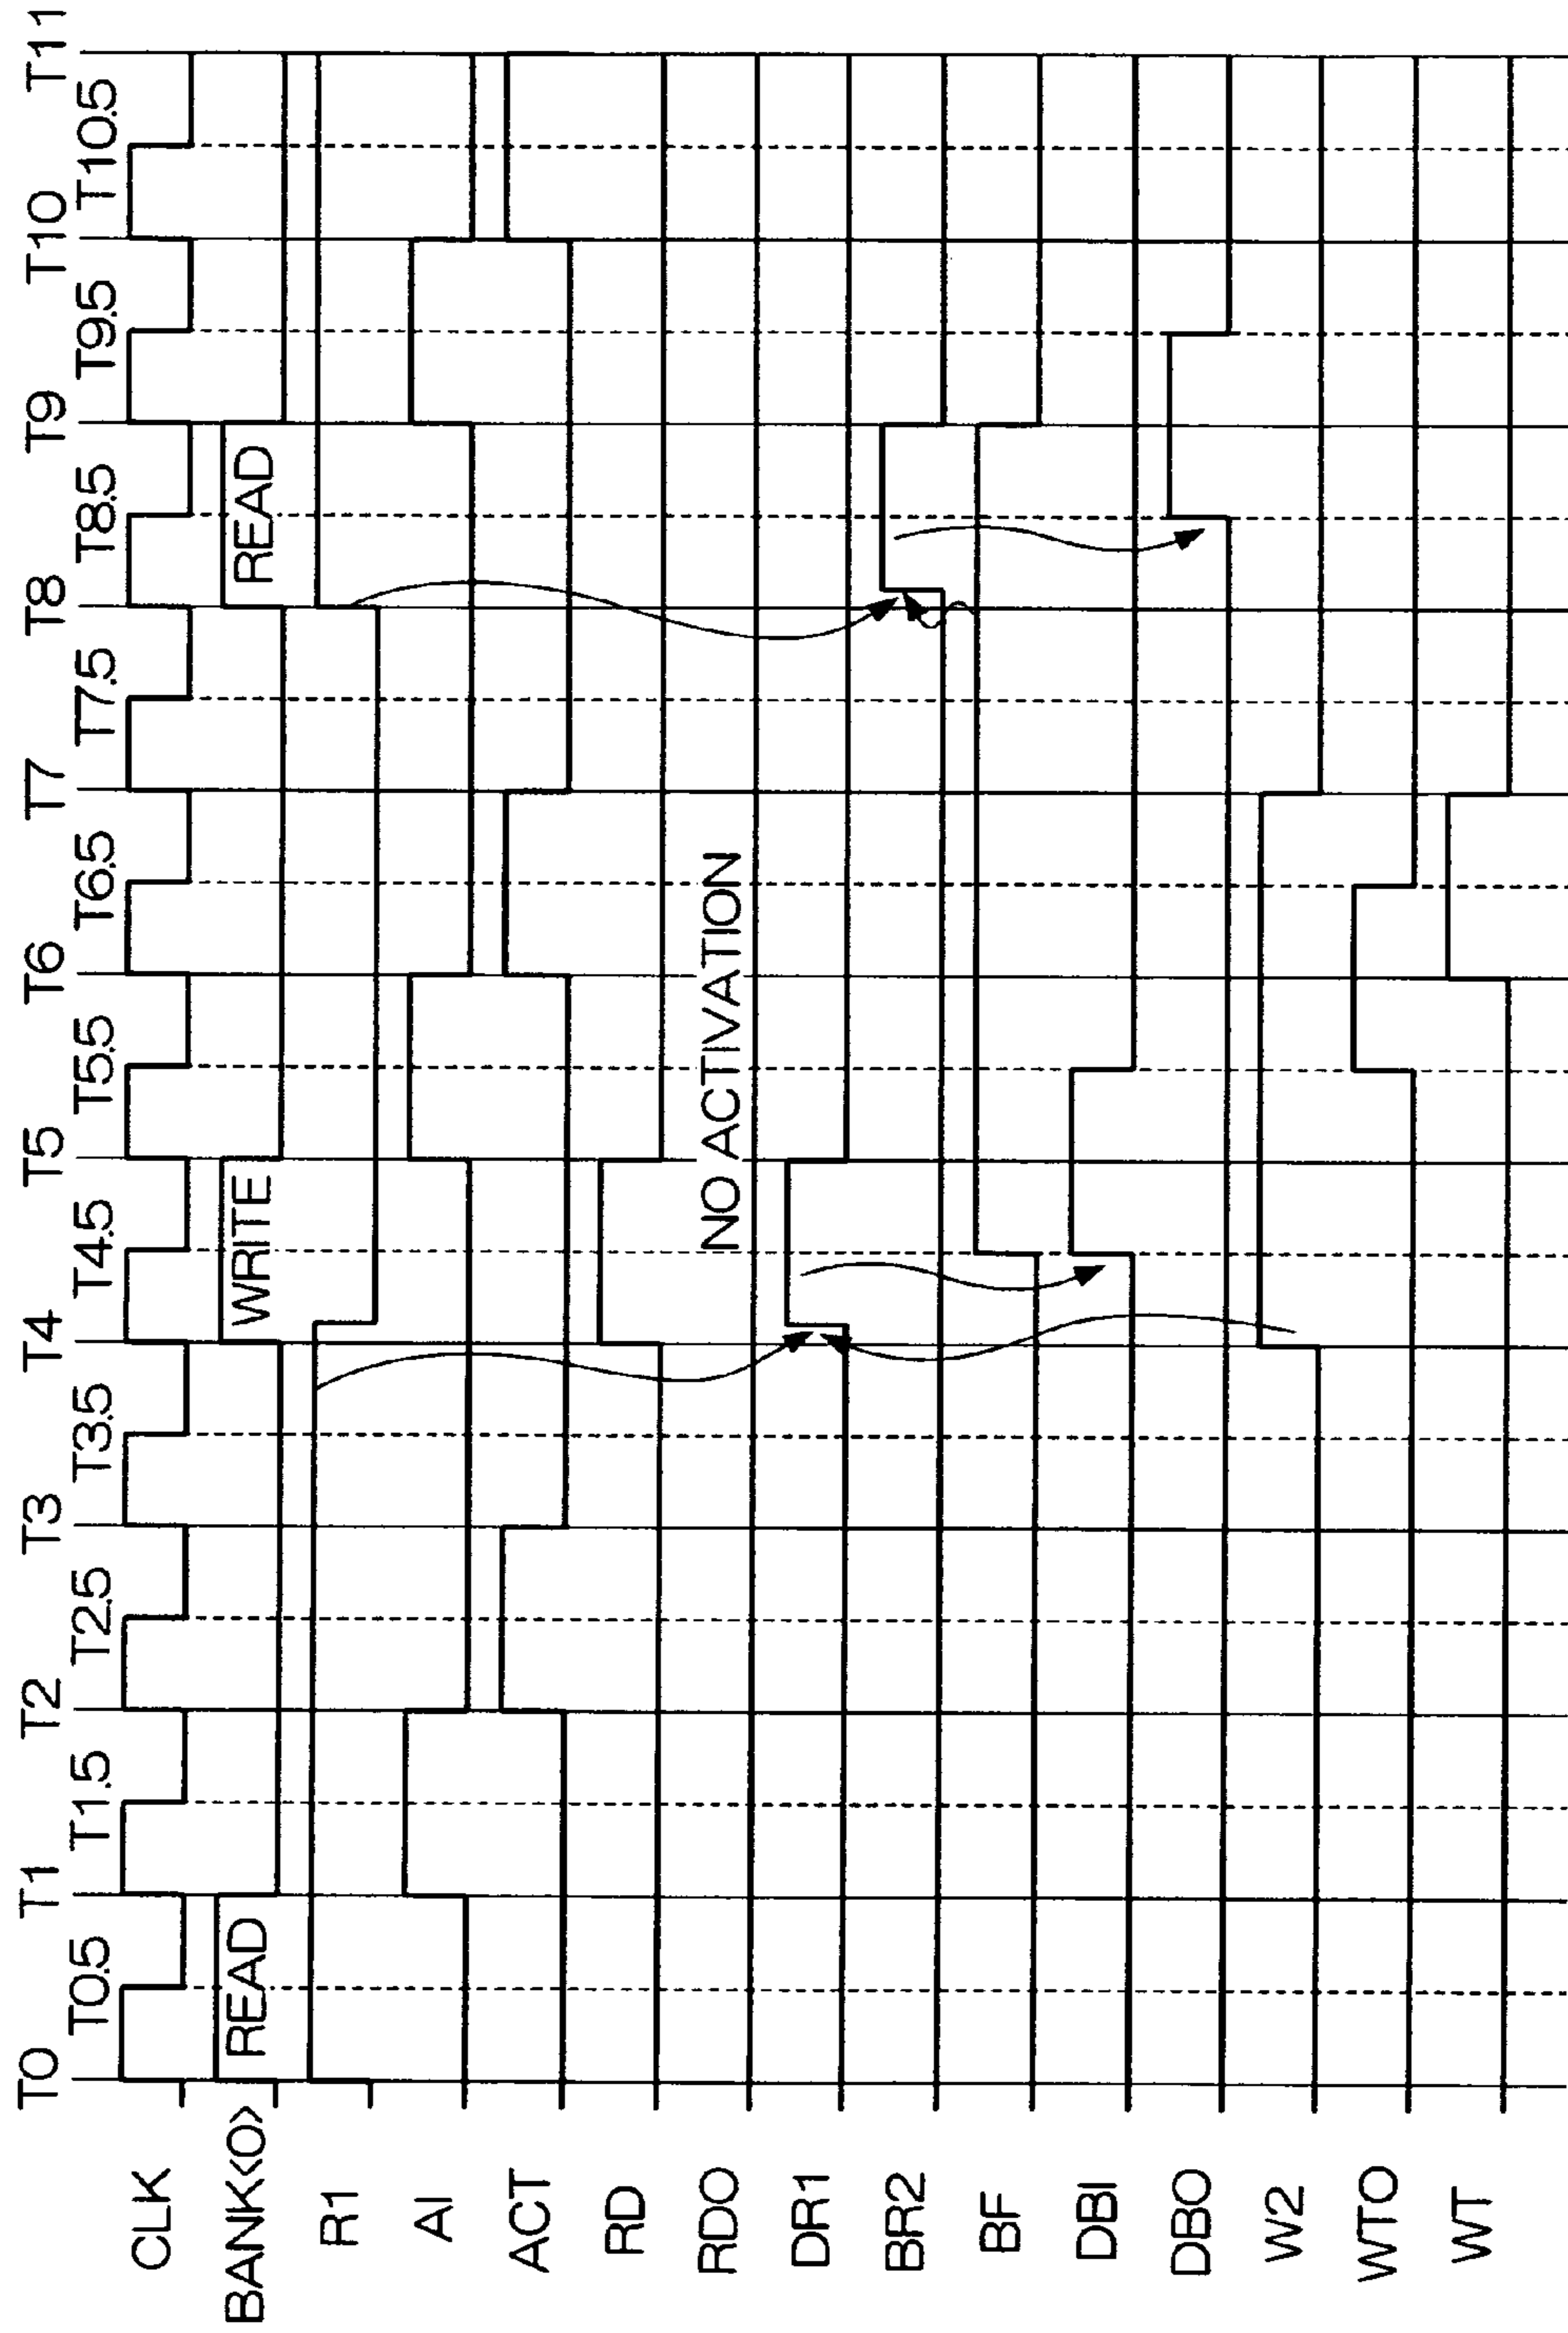 T0 T0.5 T1 T1.5 T2 T2.5 T3 T3.5 T4 T4.5 T5 T5.5 T6 T6.5 T7 T7.5 T8 T8.5 T9 T9.5 T10 T10.5 T11
CLK
BANK<0> READ WRITE READ
R1
AI
ACT
RD
RDO NO ACTIVATION
DR1
BR2
BF
DBI
DBO
W2
WTO
WT